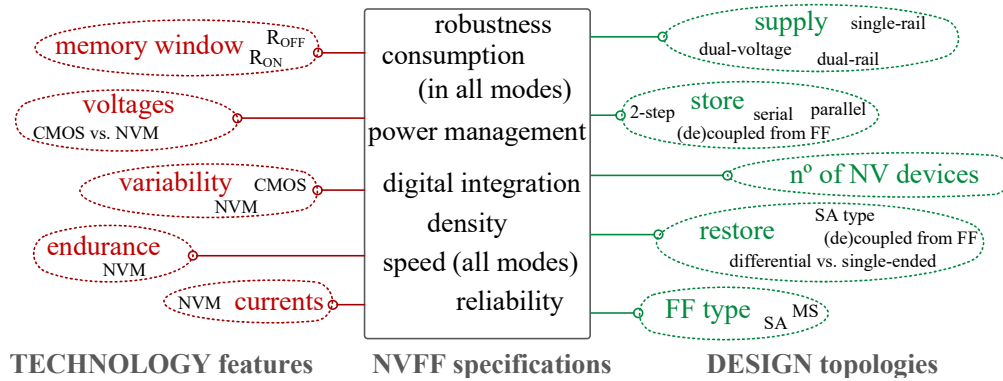 memory window
R_OFF
R_ON
voltages
CMOS vs. NVM
variability
CMOS
NVM
endurance
NVM
NVM currents
TECHNOLOGY features
robustness
consumption
(in all modes)
power management
digital integration
density
speed (all modes)
reliability
NVFF specifications
supply
single-rail
dual-voltage
dual-rail
store
2-step
serial
parallel
(de)coupled from FF
nº of NV devices
restore
SA type
(de)coupled from FF
differential vs. single-ended
FF type
SA
MS
DESIGN topologies